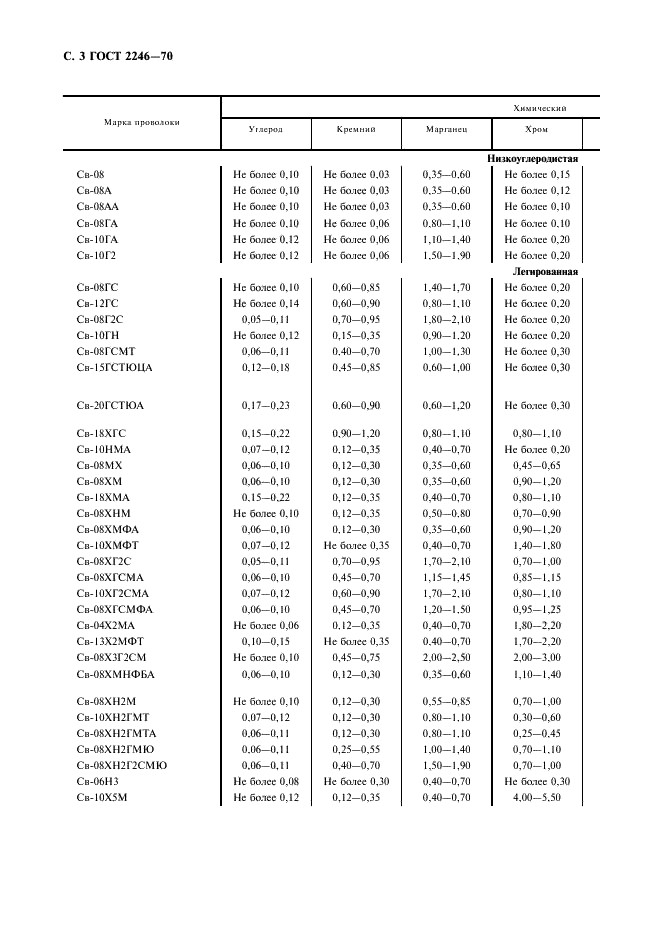 С. 3 ГОСТ 2246—70
Марка проволоки Химический
Углерод Кремний Марганец Хром
Низкоуглеродистая
Св-08 Не более 0,10 Не более 0,03 0,35—0,60 Не более 0,15
Св-08А Не более 0,10 Не более 0,03 0,35—0,60 Не более 0,12
Св-08АА Не более 0,10 Не более 0,03 0,35—0,60 Не более 0,10
Св-08ГА Не более 0,10 Не более 0,06 0,80—1,10 Не более 0,10
Св-10ГА Не более 0,12 Не более 0,06 1,10—1,40 Не более 0,20
Св-10Г2 Не более 0,12 Не более 0,06 1,50—1,90 Не более 0,20
Легированная
Св-08ГС Не более 0,10 0,60—0,85 1,40—1,70 Не более 0,20
Св-12ГС Не более 0,14 0,60—0,90 0,80—1,10 Не более 0,20
Св-08Г2С 0,05—0,11 0,70—0,95 1,80—2,10 Не более 0,20
Св-10ГН Не более 0,12 0,15—0,35 0,90—1,20 Не более 0,20
Св-08ГСМТ 0,06—0,11 0,40—0,70 1,00—1,30 Не более 0,30
Св-15ГСТЮЦА 0,12—0,18 0,45—0,85 0,60—1,00 Не более 0,30
Св-20ГСТЮА 0,17—0,23 0,60—0,90 0,60—1,20 Не более 0,30
Св-18ХГС 0,15—0,22 0,90—1,20 0,80—1,10 0,80—1,10
Св-10НМА 0,07—0,12 0,12—0,35 0,40—0,70 Не более 0,20
Св-08МХ 0,06—0,10 0,12—0,30 0,35—0,60 0,45—0,65
Св-08ХМ 0,06—0,10 0,12—0,30 0,35—0,60 0,90—1,20
Св-18ХМА 0,15—0,22 0,12—0,35 0,40—0,70 0,80—1,10
Св-08ХНМ Не более 0,10 0,12—0,35 0,50—0,80 0,70—0,90
Св-08ХМФА 0,06—0,10 0,12—0,30 0,35—0,60 0,90—1,20
Св-10ХМФТ 0,07—0,12 Не более 0,35 0,40—0,70 1,40—1,80
Св-08ХГ2С 0,05—0,11 0,70—0,95 1,70—2,10 0,70—1,00
Св-08ХГСМА 0,06—0,10 0,45—0,70 1,15—1,45 0,85—1,15
Св-10ХГ2СМА 0,07—0,12 0,60—0,90 1,70—2,10 0,80—1,10
Св-08ХГСМФА 0,06—0,10 0,45—0,70 1,20—1,50 0,95—1,25
Св-04Х2МА Не более 0,06 0,12—0,35 0,40—0,70 1,80—2,20
Св-13Х2МФТ 0,10—0,15 Не более 0,35 0,40—0,70 1,70—2,20
Св-08Х3Г2СМ Не более 0,10 0,45—0,75 2,00—2,50 2,00—3,00
Св-08ХМНФБА 0,06—0,10 0,12—0,30 0,35—0,60 1,10—1,40
Св-08ХН2М Не более 0,10 0,12—0,30 0,55—0,85 0,70—1,00
Св-10ХН2ГМТ 0,07—0,12 0,12—0,30 0,80—1,10 0,30—0,60
Св-08ХН2ГМТА 0,06—0,11 0,12—0,30 0,80—1,10 0,25—0,45
Св-08ХН2ГМЮ 0,06—0,11 0,25—0,55 1,00—1,40 0,70—1,10
Св-08ХН2Г2СМЮ 0,06—0,11 0,40—0,70 1,50—1,90 0,70—1,00
Св-06Н3 Не более 0,08 Не более 0,30 0,40—0,70 Не более 0,30
Св-10Х5М Не более 0,12 0,12—0,35 0,40—0,70 4,00—5,50